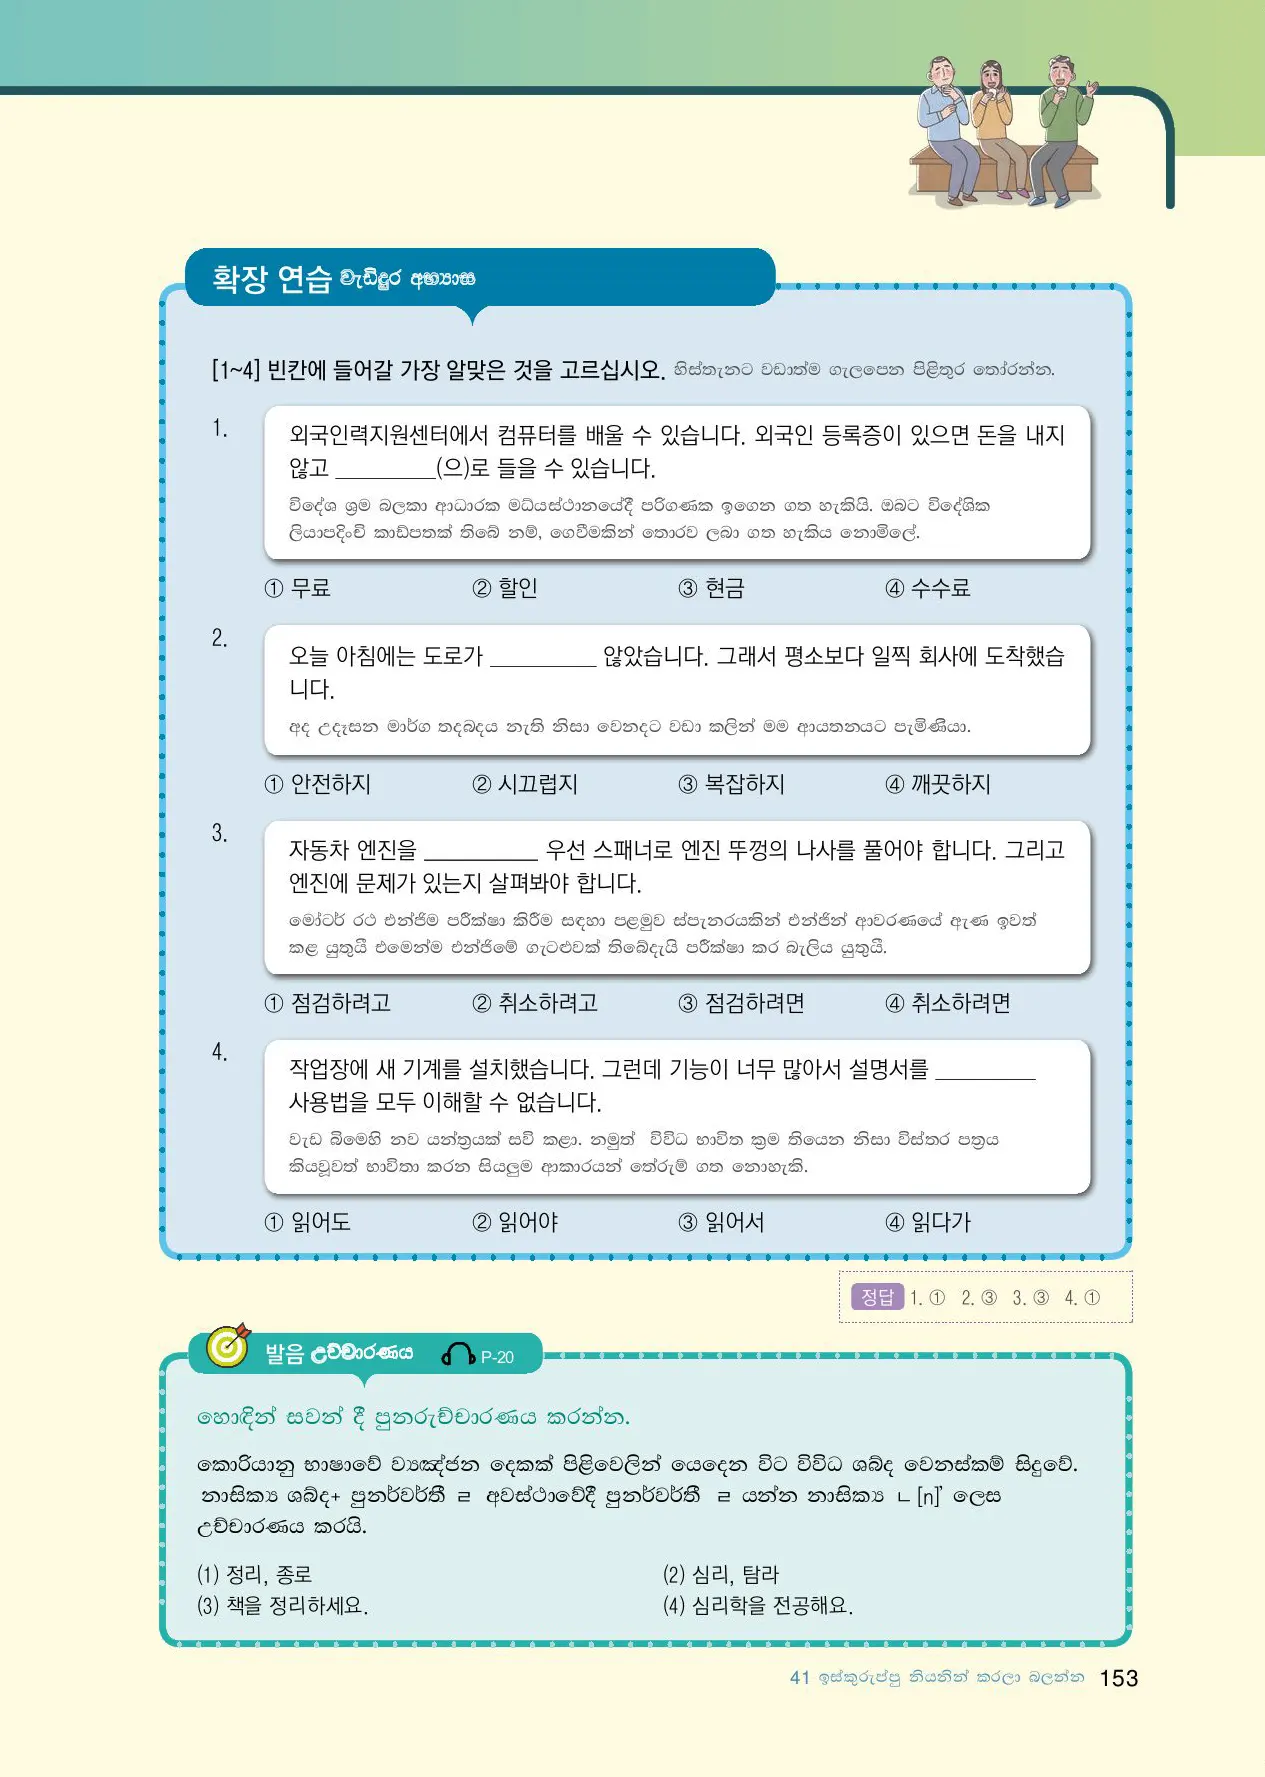 확장 연습 වැඩිදුර අභ්‍යාස
[1~4] 빈칸에 들어갈 가장 알맞은 것을 고르십시오. හිස්තැනට වඩාත්ම ගැලපෙන පිළිතුර තෝරන්න.
1.
외국인력지원센터에서 컴퓨터를 배울 수 있습니다. 외국인 등록증이 있으면 돈을 내지
않고 _________(으)로 들을 수 있습니다.
විදේශ ශ්‍රම බලකා ආධාරක මධ්‍යස්ථානයේදී පරිගණක ඉගෙන ගත හැකියි. ඔබට විදේශික
ලියාපදිංචි කාඩ්පතක් තිබේ නම්, ගෙවීමකින් තොරව ලබා ගත හැකිය නොමිලේ.
① 무료 ② 할인 ③ 현금 ④ 수수료
2.
오늘 아침에는 도로가 _________ 않았습니다. 그래서 평소보다 일찍 회사에 도착했습
니다.
අද උදෑසන මාර්ග තදබදය නැති නිසා වෙනදට වඩා කලින් මම ආයතනයට පැමිණියා.
① 안전하지 ② 시끄럽지 ③ 복잡하지 ④ 깨끗하지
3.
자동차 엔진을 _________ 우선 스패너로 엔진 뚜껑의 나사를 풀어야 합니다. 그리고
엔진에 문제가 있는지 살펴봐야 합니다.
මෝටර් රථ එන්ජිම පරීක්ෂා කිරීම සඳහා පළමුව ස්පැනරයකින් එන්ජින් ආවරණයේ ඇණ ඉවත්
කළ යුතුයි එමෙන්ම එන්ජිමේ ගැටළුවක් තිබේදැයි පරීක්ෂා කර බැලිය යුතුයී.
① 점검하려고 ② 취소하려고 ③ 점검하려면 ④ 취소하려면
4.
작업장에 새 기계를 설치했습니다. 그런데 기능이 너무 많아서 설명서를 _________
사용법을 모두 이해할 수 없습니다.
වැඩ බිමෙහි නව යන්ත්‍රයක් සවි කළා. නමුත් විවිධ භාවිත ක්‍රම තියෙන නිසා විස්තර පත්‍රය
කියවූවත් භාවිතා කරන සියලුම ආකාරයන් තේරුම් ගත නොහැකි.
① 읽어도 ② 읽어야 ③ 읽어서 ④ 읽다가
정답 1. ① 2. ③ 3. ③ 4. ①
발음 උච්චාරණය P-20
හොඳින් සවන් දී පුනරුච්චාරණය කරන්න.
කොරියානු භාෂාවේ ව්‍යඤ්ජන දෙකක් පිළිවෙලින් යෙදෙන විට විවිධ ශබ්ද වෙනස්කම් සිදුවේ.
නාසික්‍ය ශබ්ද+ පුනර්වර්තී ㄹ අවස්ථාවේදී පුනර්වර්තී ㄹ යන්න නාසික්‍ය ㄴ[n]’ ලෙස
උච්චාරණය කරයි.
(1) 정리, 종로 (2) 심리, 탐라
(3) 책을 정리하세요. (4) 심리학을 전공해요.
41 ඉස්කුරුප්පු නියනින් කරලා බලන්න 153